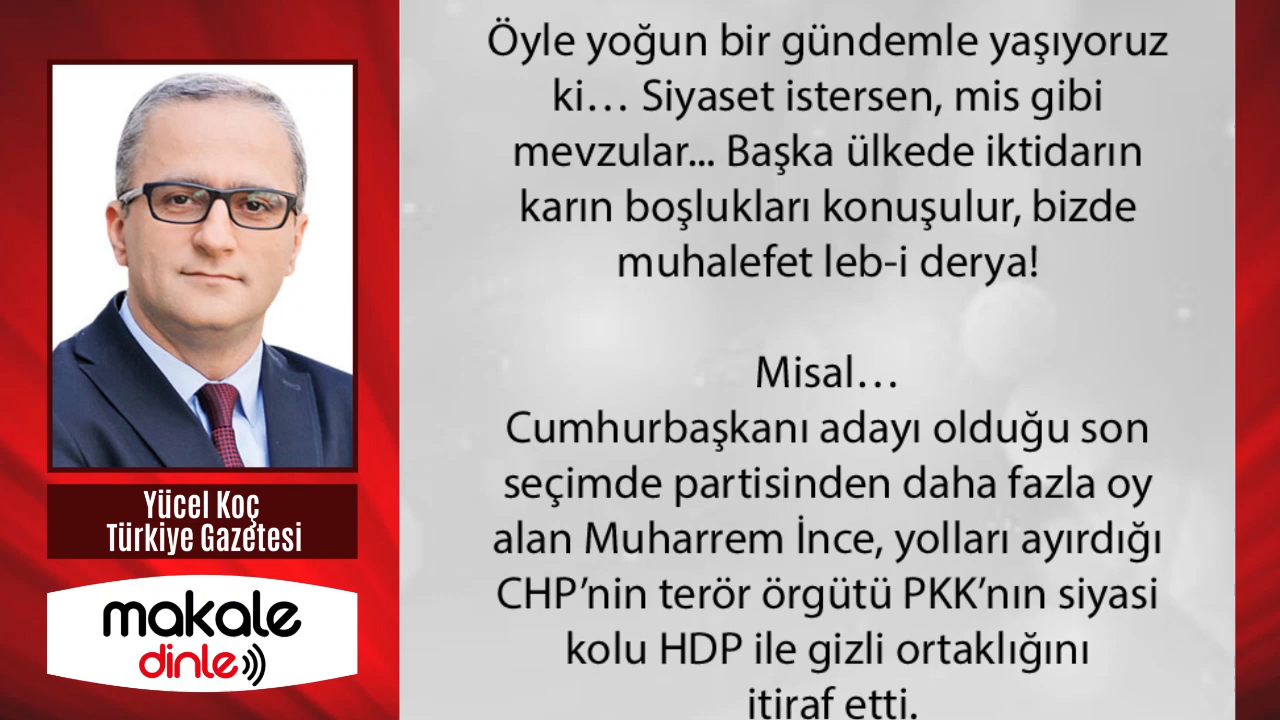 Öyle yoğun bir gündemle yaşıyoruz
ki… Siyaset istersen, mis gibi
mevzular... Başka ülkede iktidarın
karın boşlukları konuşulur, bizde
muhalefet leb-i derya!
Misal…
Cumhurbaşkanı adayı olduğu son
seçimde partisinden daha fazla oy
alan Muharrem İnce, yolları ayırdığı
CHP’nin terör örgütü PKK’nın siyasi
kolu HDP ile gizli ortaklığını
itiraf etti.
Yücel Koç
Türkiye Gazetesi
makale
dinle